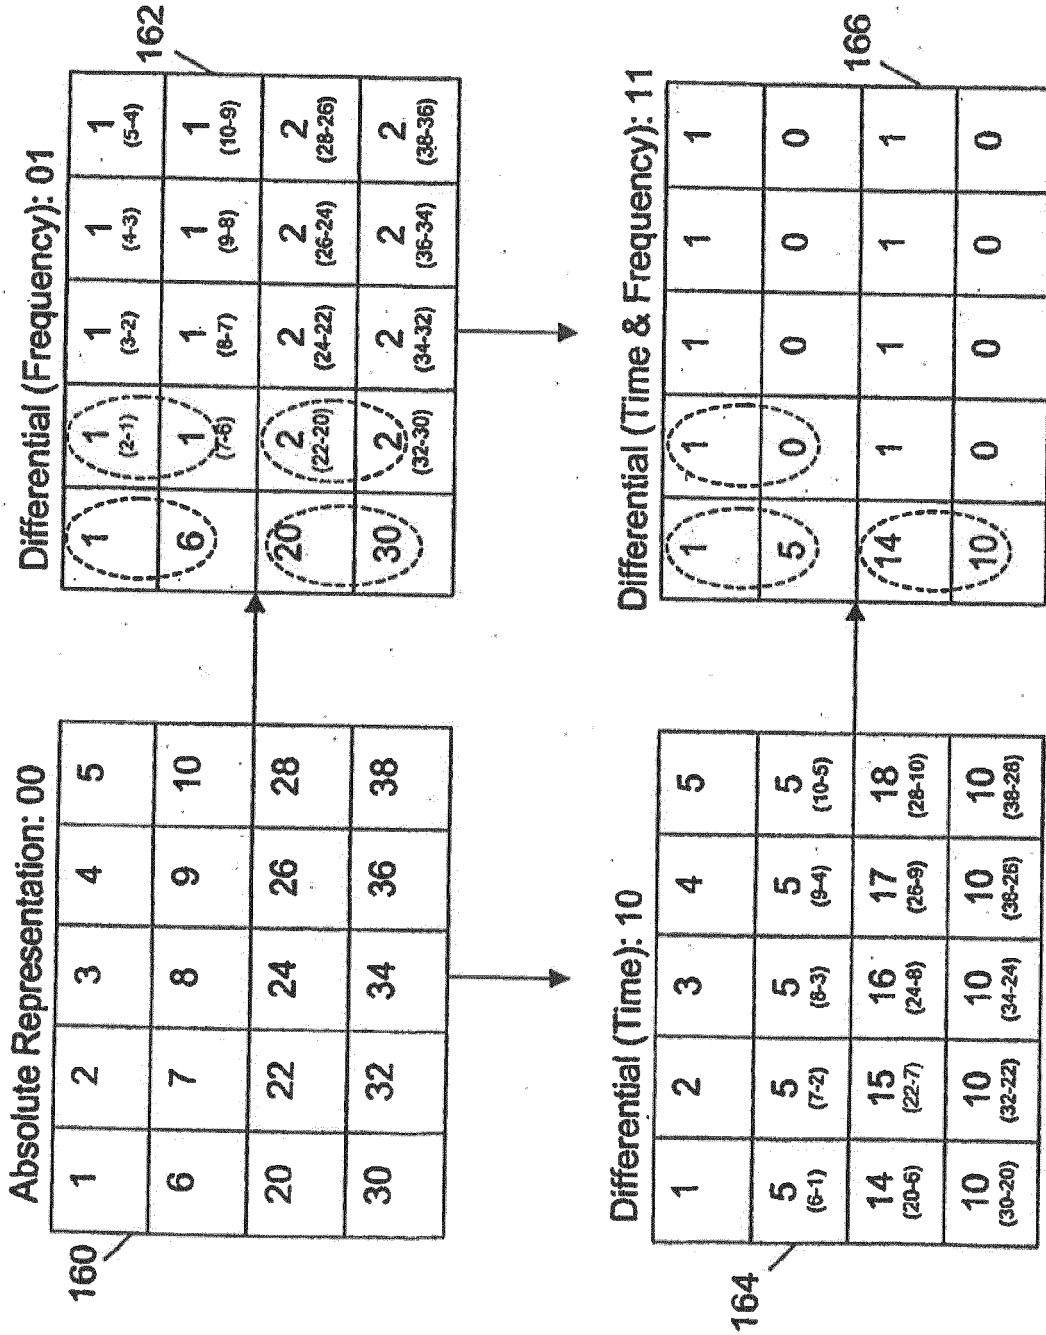 Absolute Representation: 00
160
1 2 3 4 5
6 7 8 9 10
20 22 24 26 28
30 32 34 36 38
Differential (Frequency): 01
162
1 1 1 1 1
(2-1) (3-2) (4-3) (5-4)
6 1 1 1 1
(7-6) (8-7) (9-8) (10-9)
20 2 2 2 2
(22-20) (24-22) (26-24) (28-26)
30 2 2 2 2
(32-30) (34-32) (36-34) (38-36)
Differential (Time): 10
164
1 2 3 4 5
5 5 5 5 5
(6-1) (7-2) (8-3) (9-4) (10-5)
14 15 16 17 18
(20-6) (22-7) (24-8) (26-9) (28-10)
10 10 10 10 10
(30-20) (32-22) (34-24) (36-26) (38-28)
Differential (Time & Frequency): 11
166
1 1 1 1 1
5 0 0 0 0
14 1 1 1 1
10 0 0 0 0